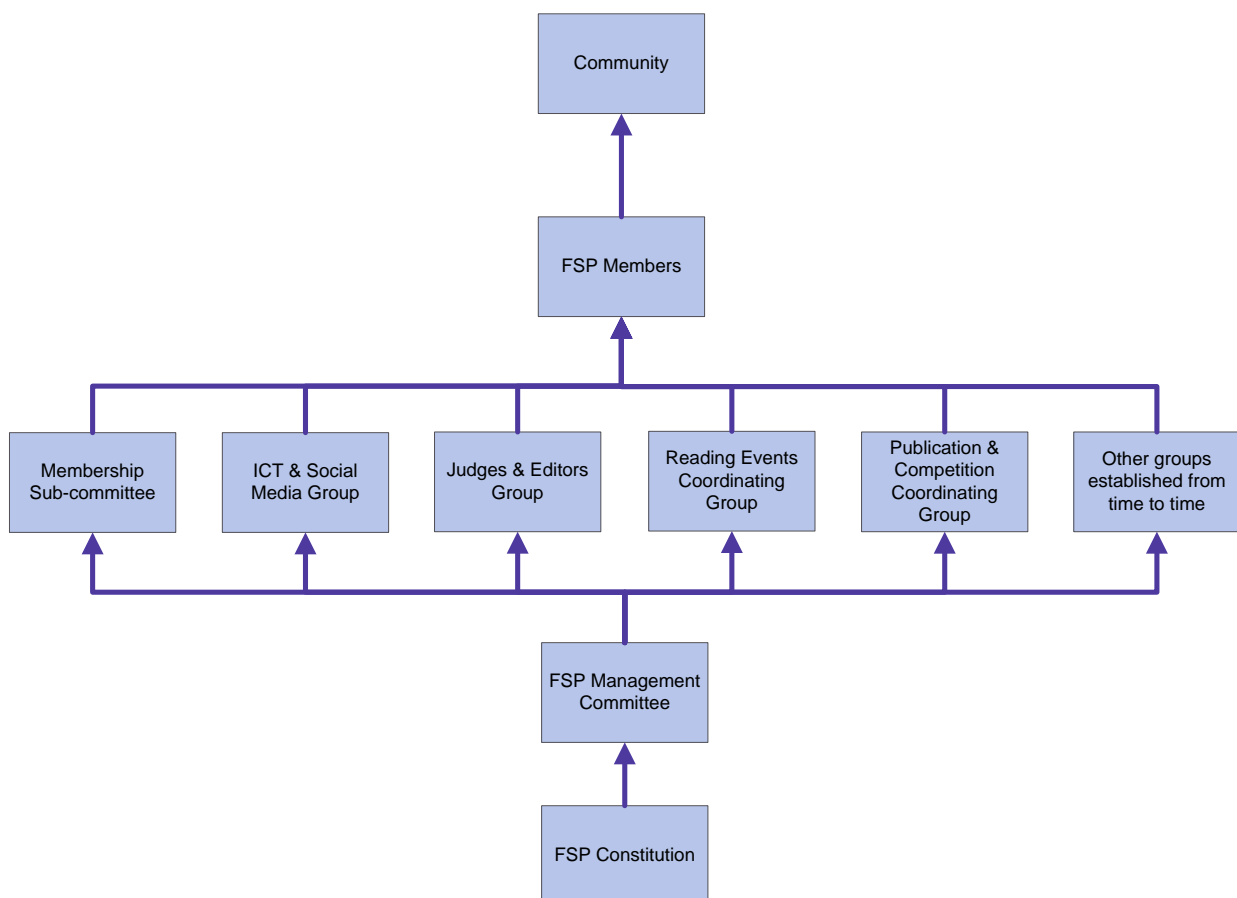 Community
FSP Members
Membership
Sub-committee
ICT & Social
Media Group
Judges & Editors
Group
Reading Events
Coordinating
Group
Publication &
Competition
Coordinating
Group
Other groups
established from
time to time
FSP Management
Committee
FSP Constitution